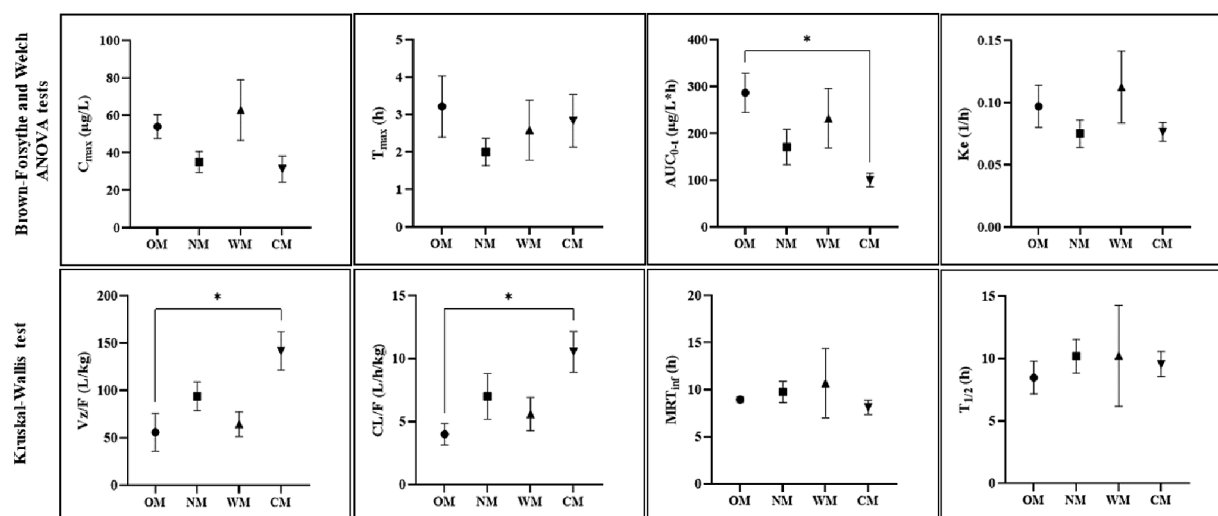 Brown-Forsythe and Welch
ANOVA tests
Cmax (µg/L)
100
80
60
40
20
0
OM NM WM CM
Tmax (h)
5
4
3
2
1
0
OM NM WM CM
AUC0-t (µg/L*h)
400
300
200
100
0
*
OM NM WM CM
Ke (1/h)
0.15
0.10
0.05
0.00
OM NM WM CM
Kruskal-Wallis test
Vz/F (L/kg)
200
150
100
50
0
*
OM NM WM CM
CL/F (L/h/kg)
15
10
5
0
*
OM NM WM CM
MRTinf (h)
20
15
10
5
0
OM NM WM CM
T1/2 (h)
15
10
5
0
OM NM WM CM